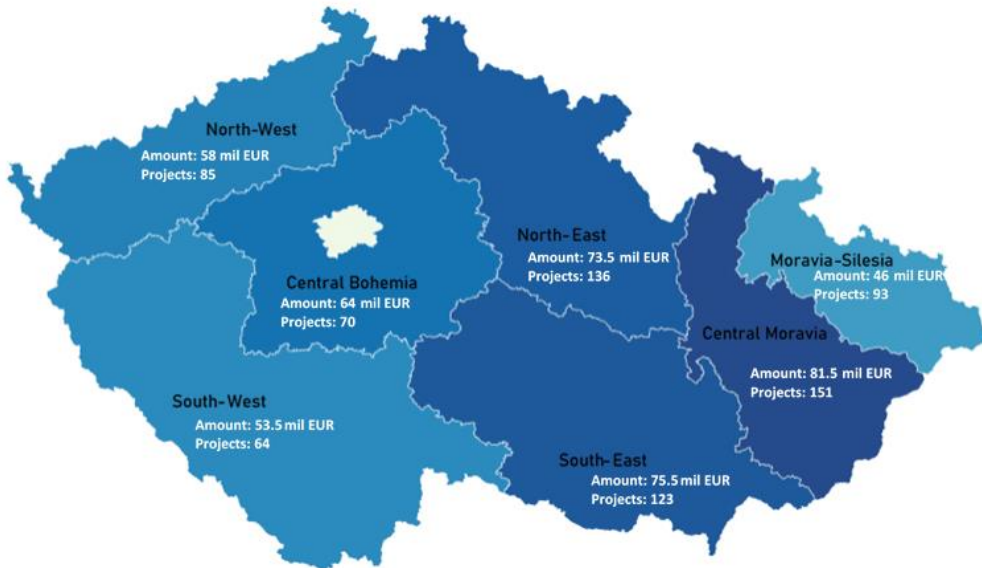 North-West
Amount: 58 mil EUR
Projects: 85
North-East
Amount: 73.5 mil EUR
Projects: 136
Moravia-Silesia
Amount: 46 mil EUR
Projects: 93
Central Bohemia
Amount: 64 mil EUR
Projects: 70
Central Moravia
Amount: 81.5 mil EUR
Projects: 151
South-West
Amount: 53.5 mil EUR
Projects: 64
South-East
Amount: 75.5 mil EUR
Projects: 123